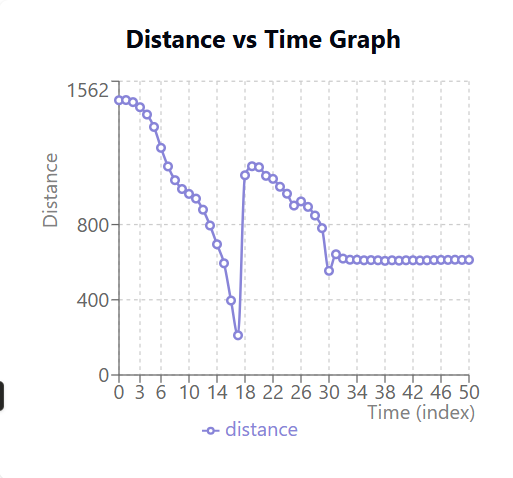 Distance vs Time Graph
1562
800
400
0
Distance
0 3 6 10 14 18 22 26 30 34 38 42 46 50
Time (index)
distance